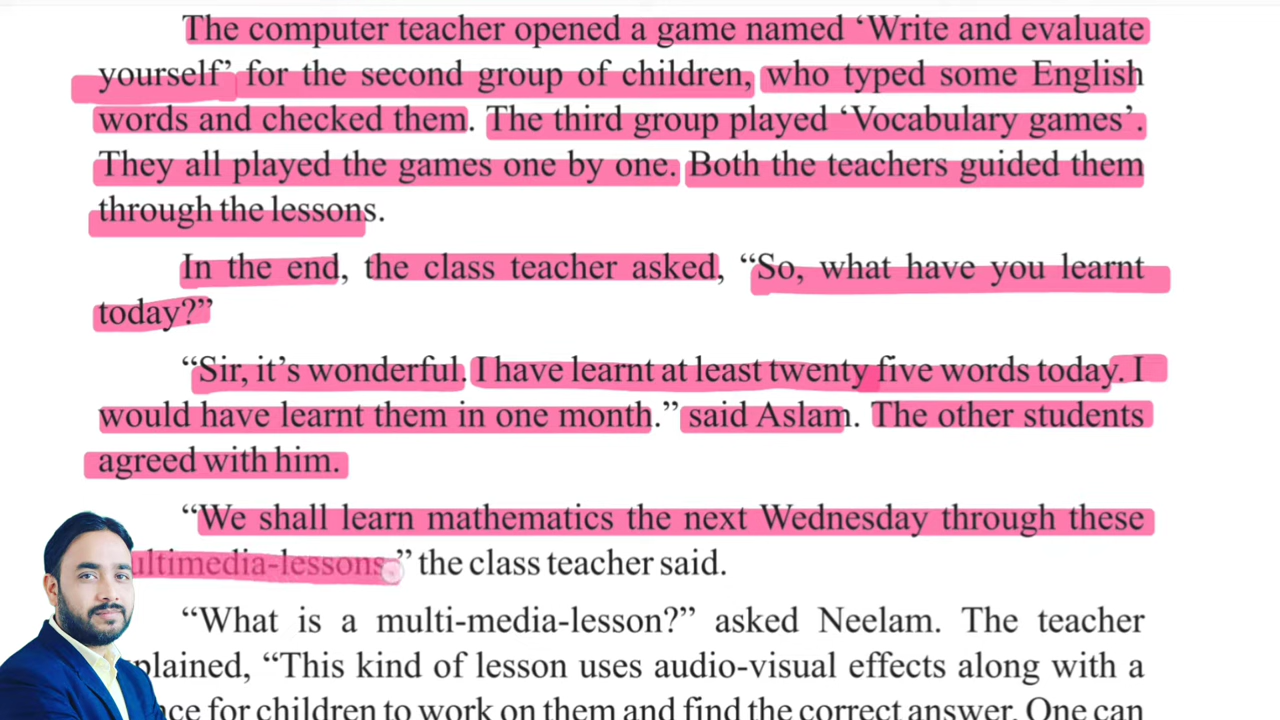 The computer teacher opened a game named ‘Write and evaluate
yourself’ for the second group of children, who typed some English
words and checked them. The third group played ‘Vocabulary games’.
They all played the games one by one. Both the teachers guided them
through the lessons.
In the end, the class teacher asked, “So, what have you learnt
today?”
“Sir, it’s wonderful. I have learnt at least twenty five words today. I
would have learnt them in one month.” said Aslam. The other students
agreed with him.
“We shall learn mathematics the next Wednesday through these
ultimedia-lessons.” the class teacher said.
“What is a multi-media-lesson?” asked Neelam. The teacher
plained, “This kind of lesson uses audio-visual effects along with a
for children to work on them and find the correct answer. One can